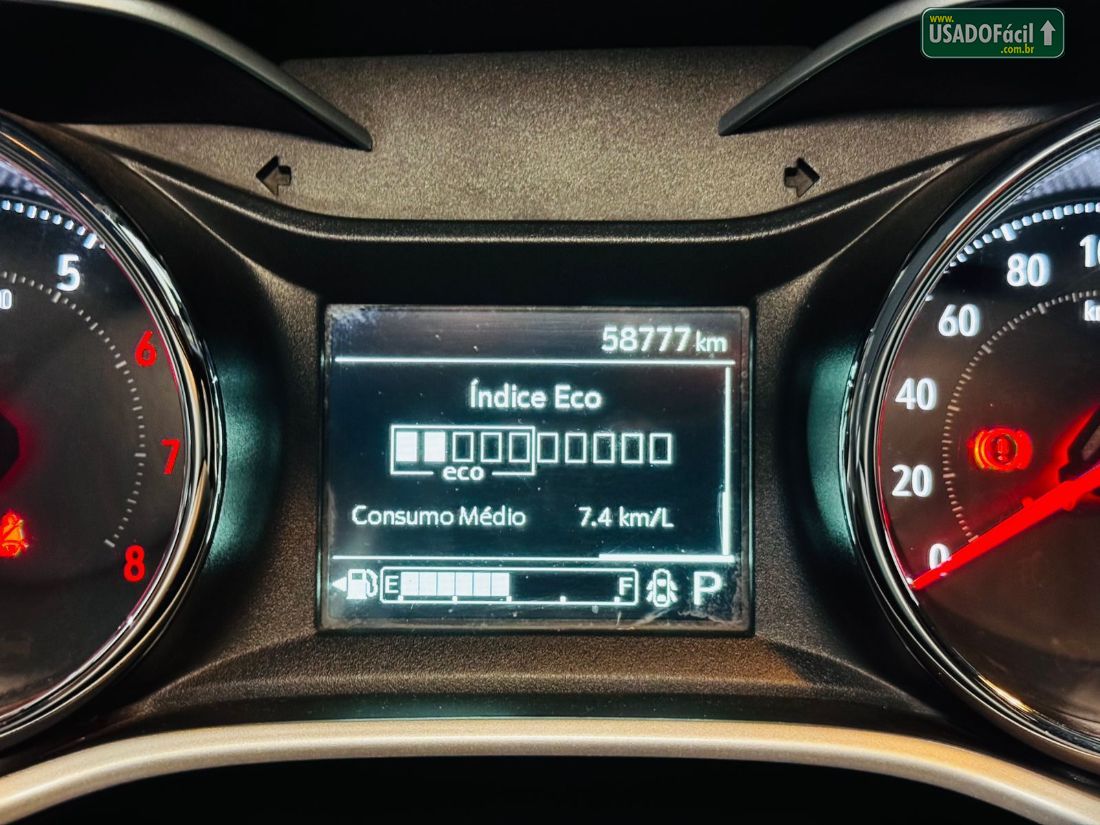 www.
USADOFácil
.com.br
5
6
7
8
58777 km
Índice Eco
eco
Consumo Médio 7.4 km/L
E F P
0
20
40
60
80